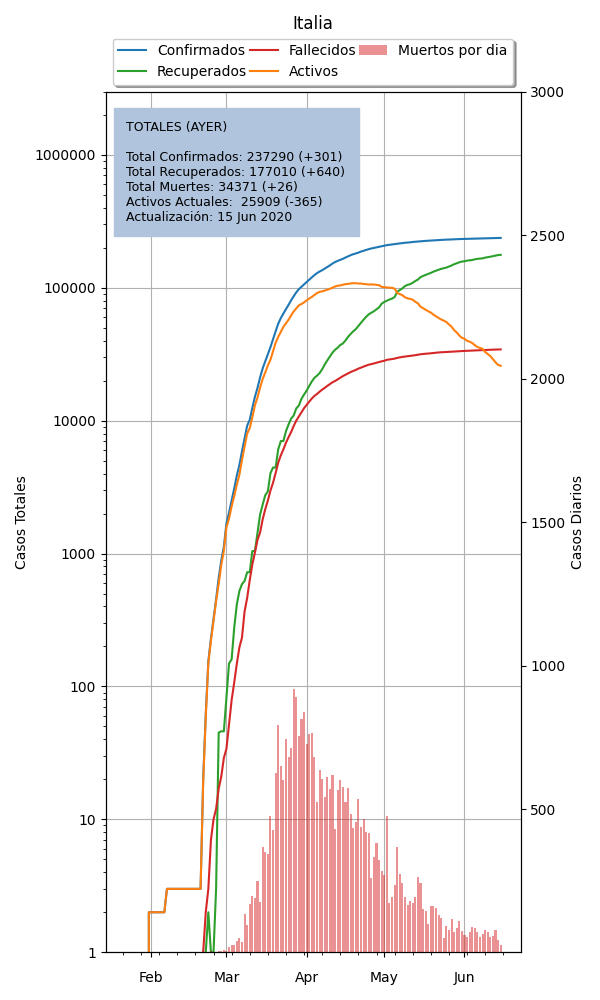 Italia
Confirmados
Recuperados
Fallecidos
Activos
Muertos por dia
TOTALES (AYER)
Total Confirmados: 237290 (+301)
Total Recuperados: 177010 (+640)
Total Muertes: 34371 (+26)
Activos Actuales:  25909 (-365)
Actualización: 15 Jun 2020
Casos Totales
1000000
100000
10000
1000
100
10
1
3000
2500
2000
1500
1000
500
Casos Diarios
Feb
Mar
Apr
May
Jun